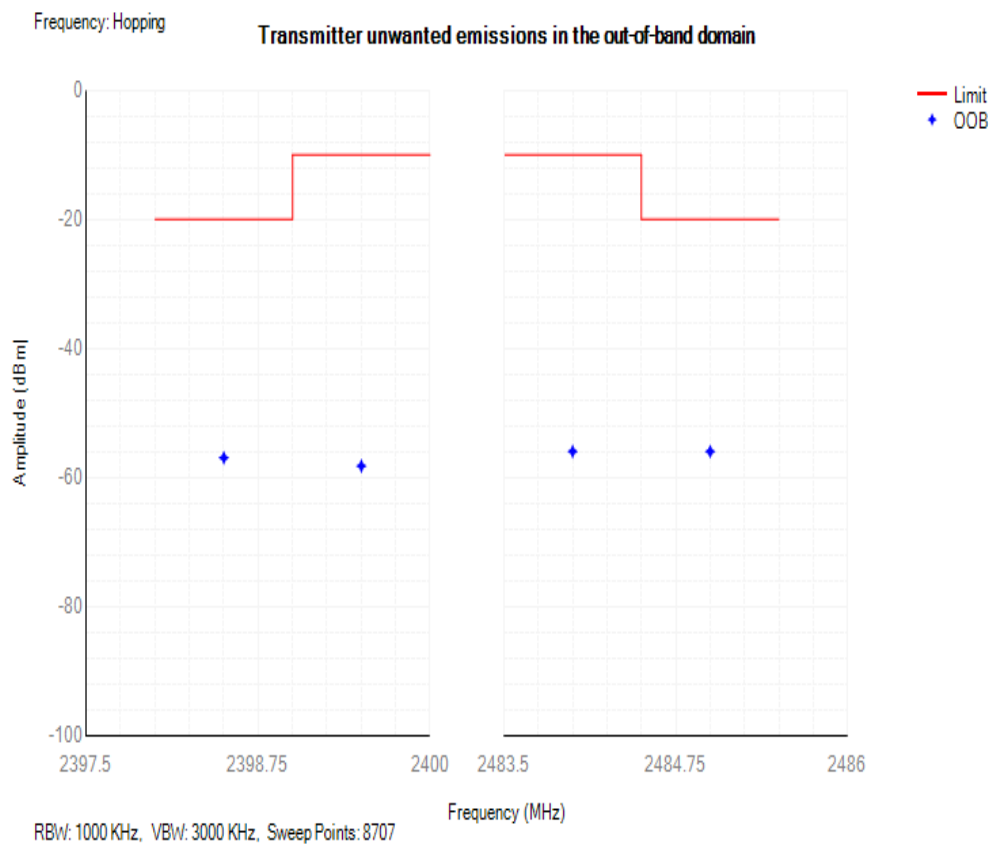 Frequency: Hopping
Transmitter unwanted emissions in the out-of-band domain
Limit
OOB
0
-20
-40
-60
-80
-100
Amplitude (dBm)
2397.5 2398.75 2400 2483.5 2484.75 2486
Frequency (MHz)
RBW: 1000 KHz, VBW: 3000 KHz, Sweep Points: 8707